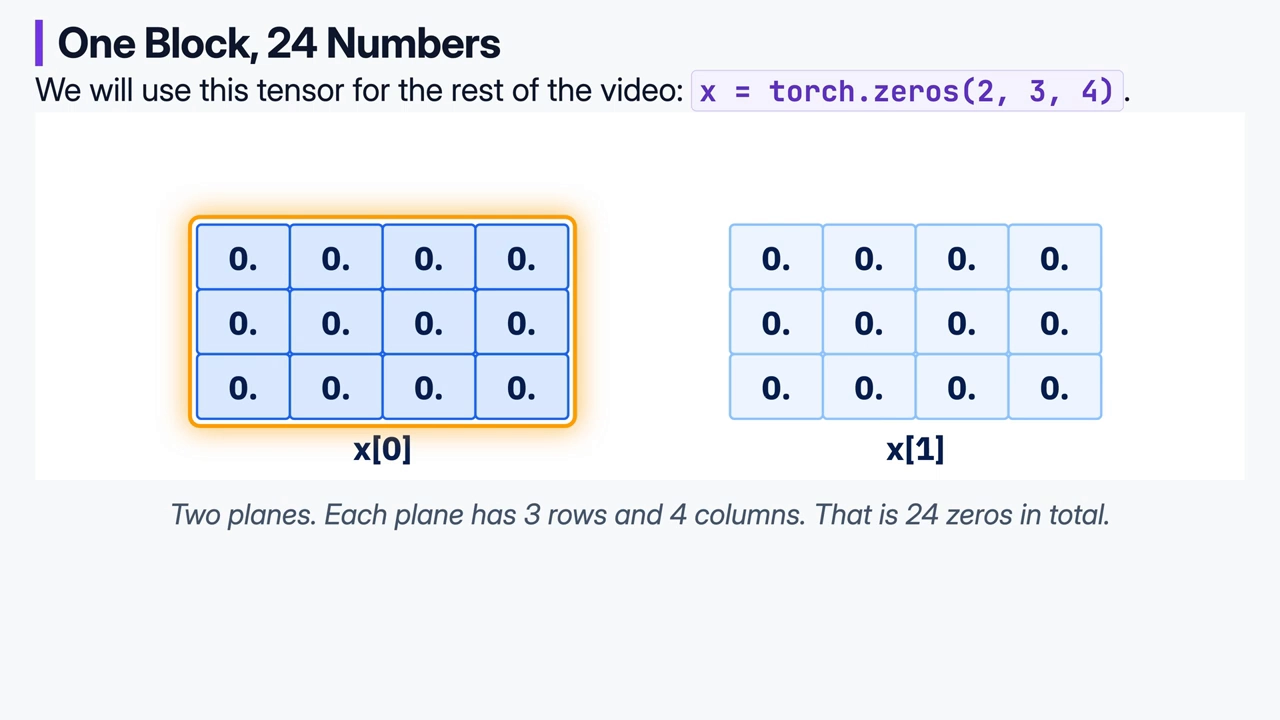 One Block, 24 Numbers
We will use this tensor for the rest of the video: x = torch.zeros(2, 3, 4).
0. 0. 0. 0. 0. 0. 0. 0.
0. 0. 0. 0. 0. 0. 0. 0.
0. 0. 0. 0. 0. 0. 0. 0.
x[0] x[1]
Two planes. Each plane has 3 rows and 4 columns. That is 24 zeros in total.